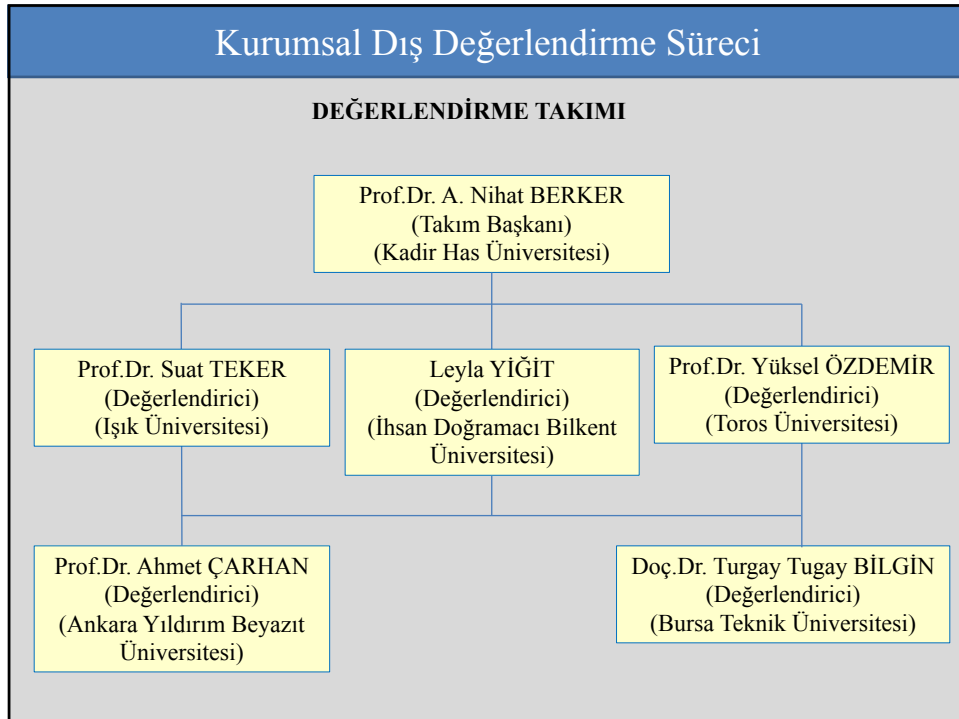 Kurumsal Dış Değerlendirme Süreci
DEĞERLENDİRME TAKIMI
Prof.Dr. A. Nihat BERKER
(Takım Başkanı)
(Kadir Has Üniversitesi)
Prof.Dr. Suat TEKER
(Değerlendirici)
(Işık Üniversitesi)
Leyla YİĞİT
(Değerlendirici)
(İhsan Doğramacı Bilkent
Üniversitesi)
Prof.Dr. Yüksel ÖZDEMİR
(Değerlendirici)
(Toros Üniversitesi)
Prof.Dr. Ahmet ÇARHAN
(Değerlendirici)
(Ankara Yıldırım Beyazıt
Üniversitesi)
Doç.Dr. Turgay Tugay BİLGİN
(Değerlendirici)
(Bursa Teknik Üniversitesi)